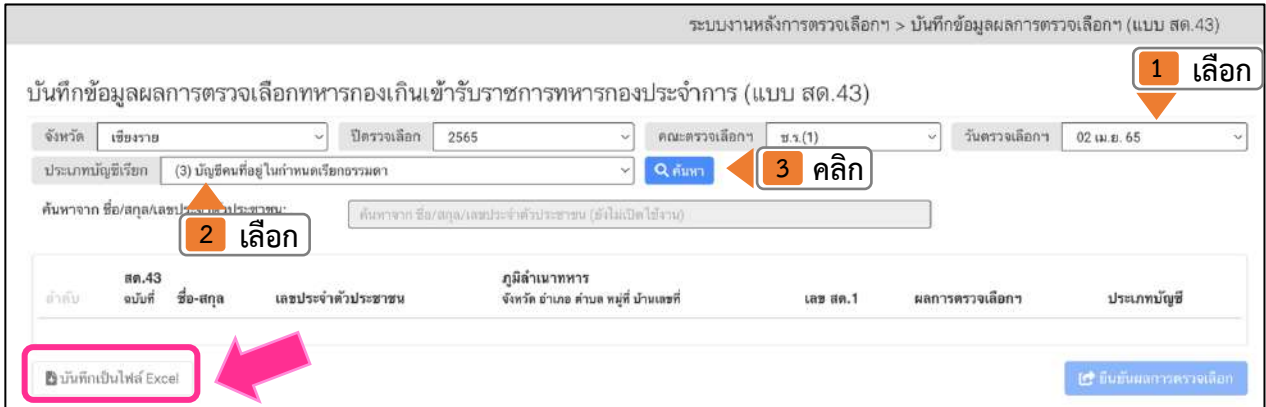 ระบบงานหลังการตรวจเลือกฯ > บันทึกข้อมูลผลการตรวจเลือกฯ (แบบ สด.43)
1 เลือก
บันทึกข้อมูลผลการตรวจเลือกทหารกองเกินเข้ารับราชการทหารกองประจำการ (แบบ สด.43)
จังหวัด เชียงราย ปีตรวจเลือก 2565 คณะตรวจเลือกฯ ช.ร.(1) วันตรวจเลือกฯ 02 เม.ย. 65
ประเภทบัญชีเรียก (3) บัญชีคนที่อยู่ในกำหนดเรียกธรรมดา ค้นหา 3 คลิก
ค้นหาจาก ชื่อ/สกุล/เลขประจำตัวประชาชน: ค้นหาจาก ชื่อ/สกุล/เลขประจำตัวประชาชน (ยังไม่เปิดใช้งาน)
2 เลือก
ลำดับ สด.43 ฉบับที่ ชื่อ-สกุล เลขประจำตัวประชาชน ภูมิลำเนาทหาร จังหวัด อำเภอ ตำบล หมู่ที่ บ้านเลขที่ เลข สด.1 ผลการตรวจเลือกฯ ประเภทบัญชี
บันทึกเป็นไฟล์ Excel ยืนยันผลการตรวจเลือก